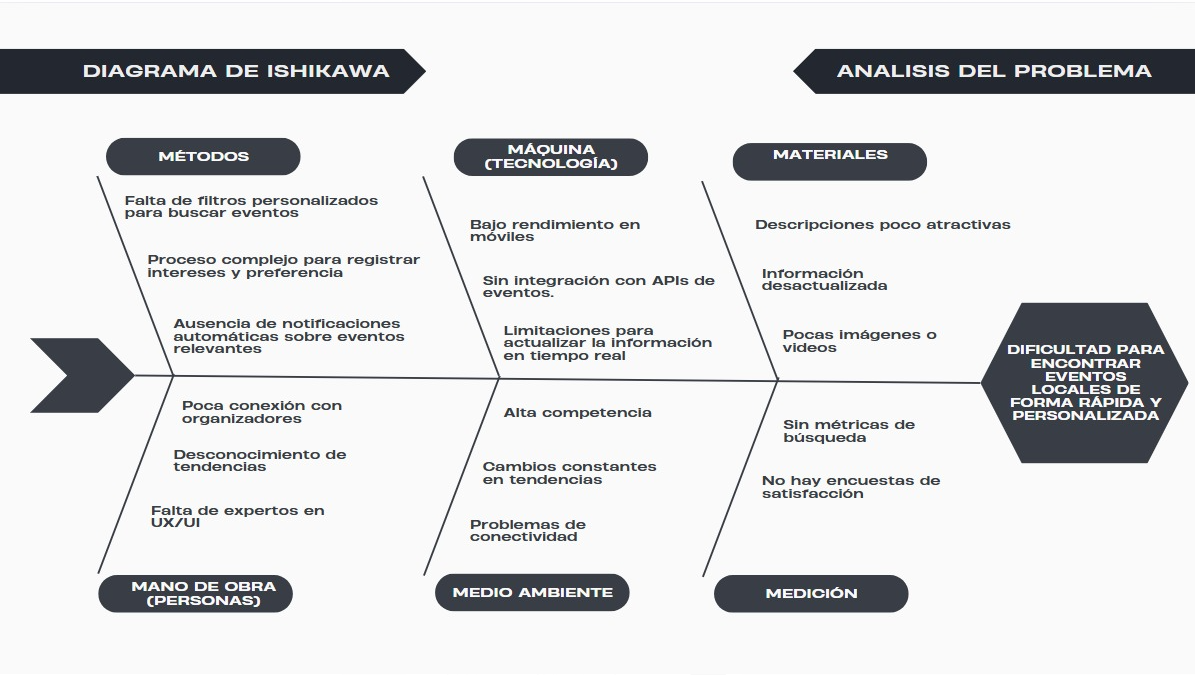 DIAGRAMA DE ISHIKAWA
ANALISIS DEL PROBLEMA
MÉTODOS
MÁQUINA
(TECNOLOGÍA)
MATERIALES
Falta de filtros personalizados
para buscar eventos
Proceso complejo para registrar
intereses y preferencia
Ausencia de notificaciones
automáticas sobre eventos
relevantes
Bajo rendimiento en
móviles
Sin integración con APIs de
eventos.
Limitaciones para
actualizar la información
en tiempo real
Descripciones poco atractivas
Información
desactualizada
Pocas imágenes o
videos
DIFICULTAD PARA
ENCONTRAR
EVENTOS
LOCALES DE
FORMA RÁPIDA Y
PERSONALIZADA
Poca conexión con
organizadores
Desconocimiento de
tendencias
Falta de expertos en
UX/UI
Alta competencia
Cambios constantes
en tendencias
Problemas de
conectividad
Sin métricas de
búsqueda
No hay encuestas de
satisfacción
MANO DE OBRA
(PERSONAS)
MEDIO AMBIENTE
MEDICIÓN